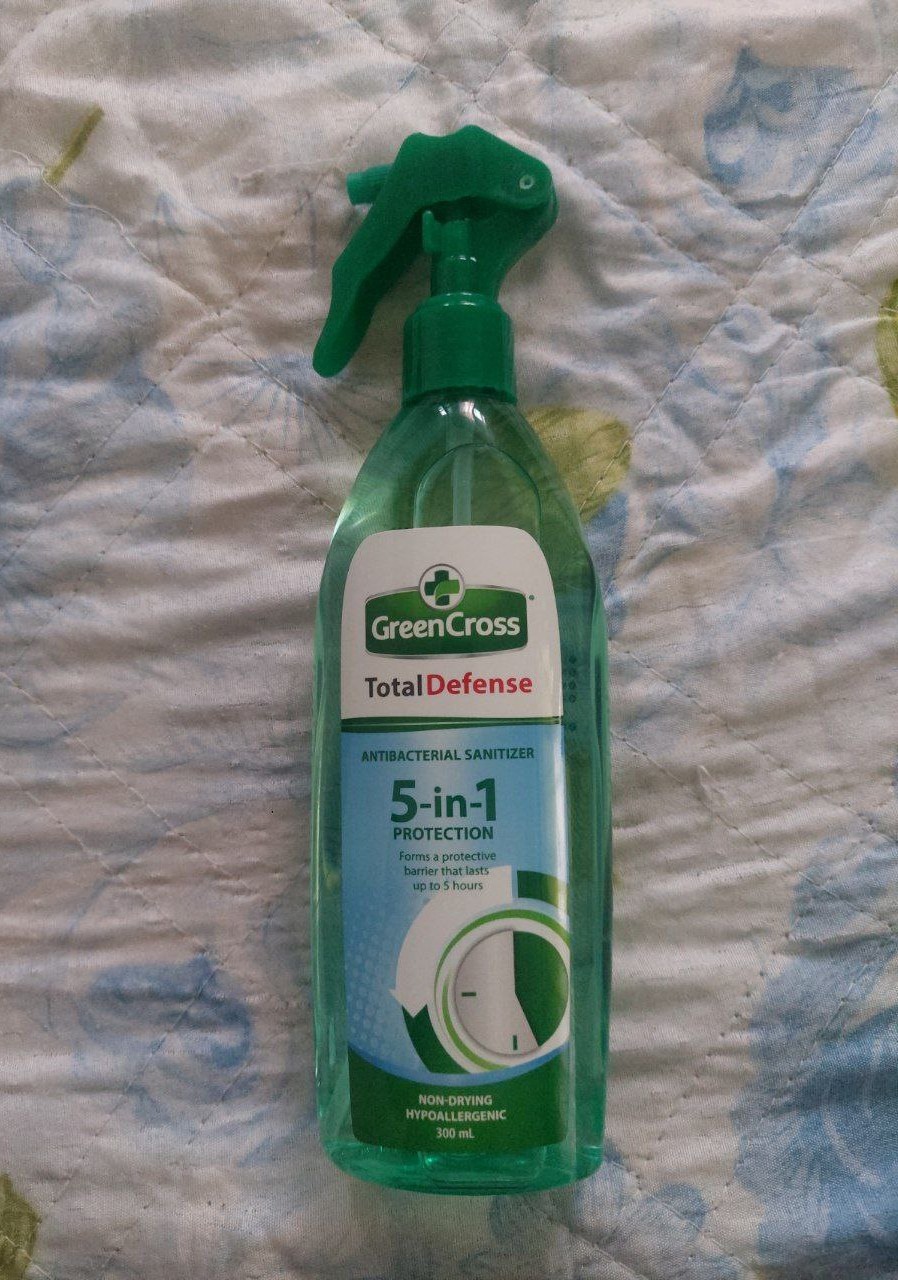 GreenCross
TotalDefense
ANTIBACTERIAL SANITIZER
5-in-1
PROTECTION
Forms a protective
barrier that lasts
up to 5 hours
NON-DRYING
HYPOALLERGENIC
300 mL